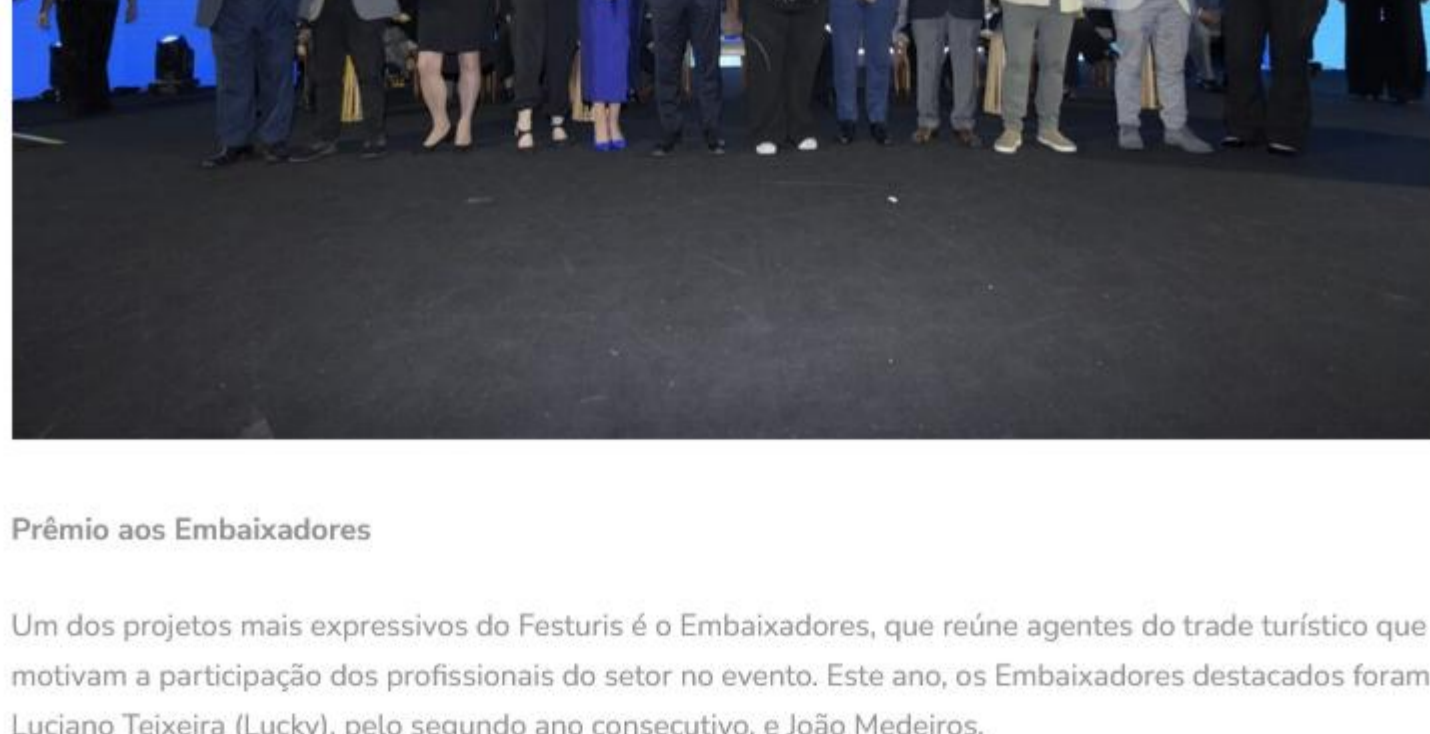 Prêmio aos Embaixadores
Um dos projetos mais expressivos do Festuris é o Embaixadores, que reúne agentes do trade turístico que
motivam a participação dos profissionais do setor no evento. Este ano, os Embaixadores destacados foram
Luciano Teixeira (Lucky), pelo segundo ano consecutivo, e João Medeiros.